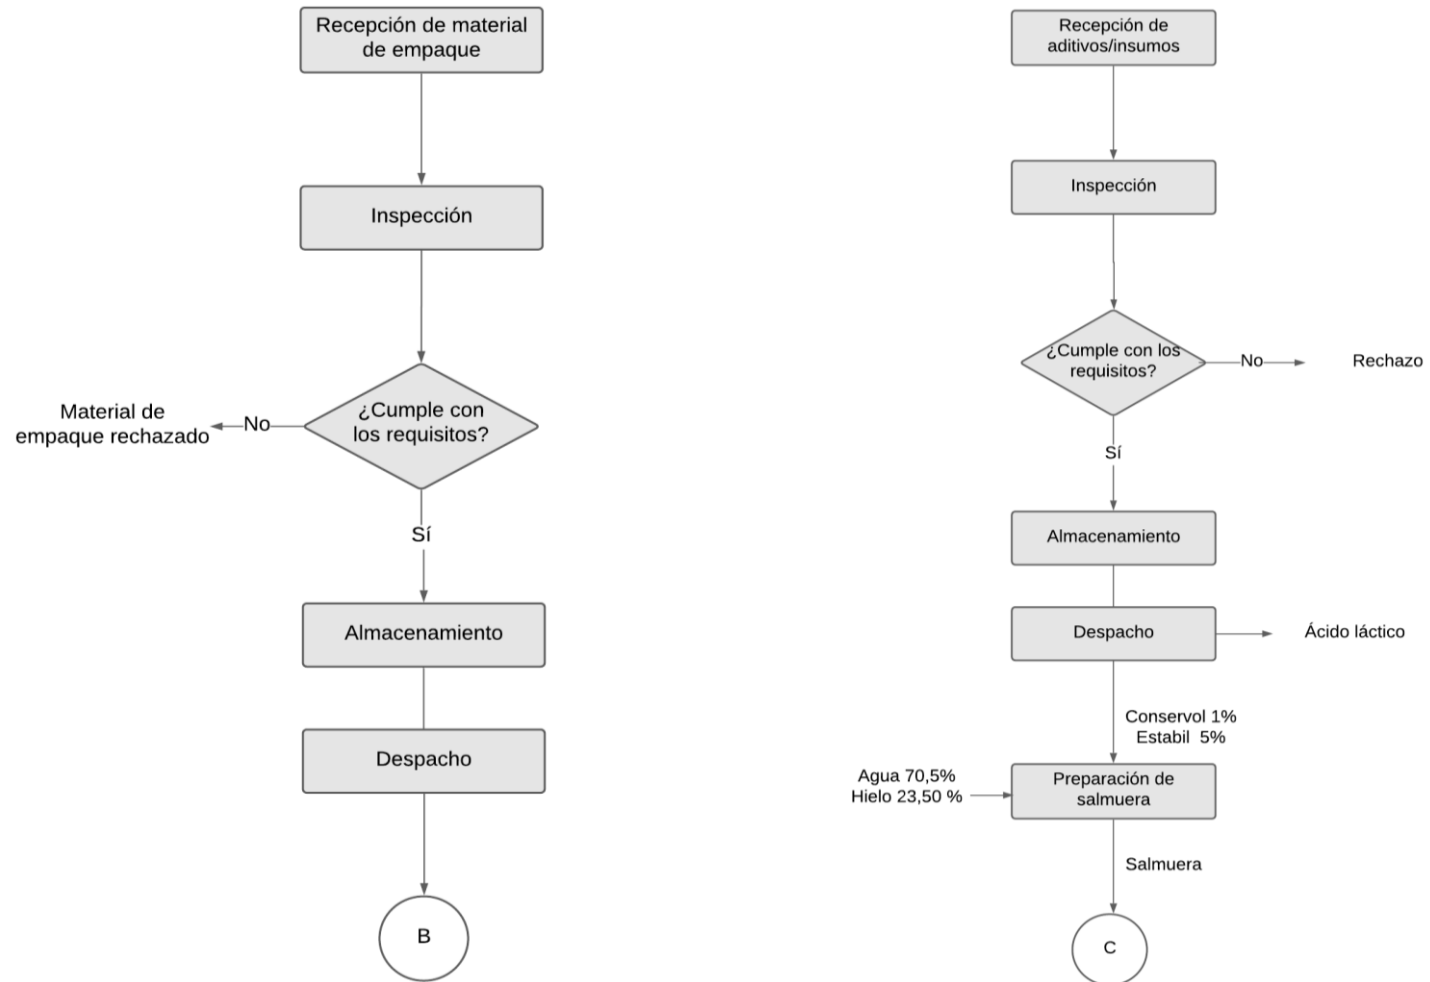 Recepción de material
de empaque
Inspección
¿Cumple con
los requisitos?
No
Material de
empaque rechazado
Sí
Almacenamiento
Despacho
B
Recepción de
aditivos/insumos
Inspección
¿Cumple con los
requisitos?
No
Rechazo
Sí
Almacenamiento
Despacho
Ácido láctico
Conservol 1%
Estabil 5%
Agua 70,5%
Hielo 23,50 %
Preparación de
salmuera
Salmuera
C